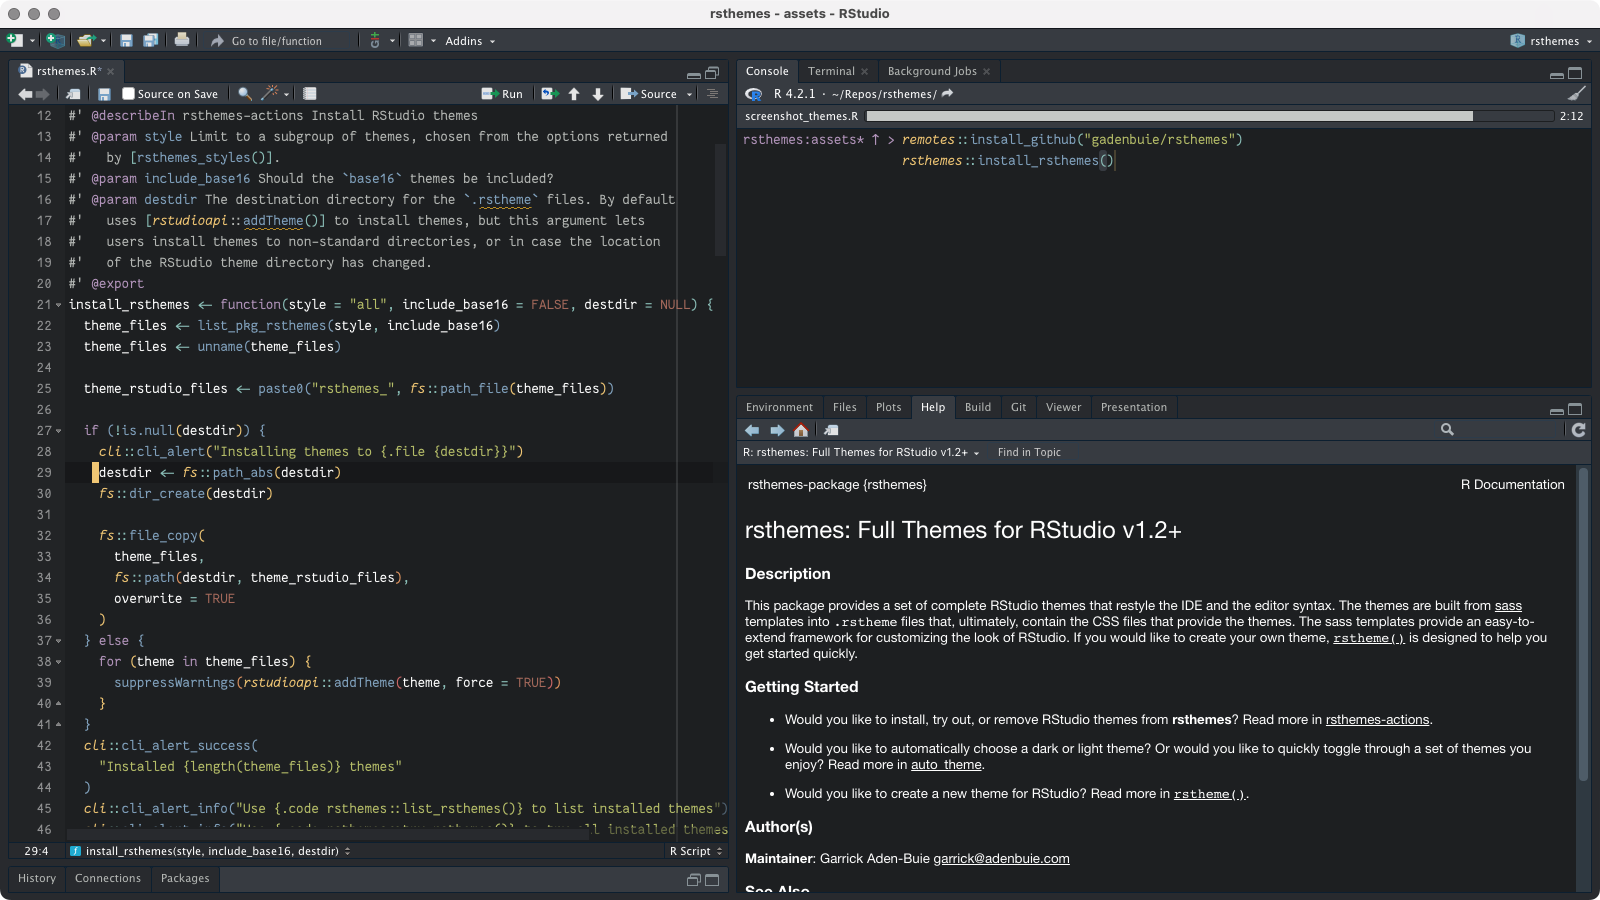 rsthemes - assets - RStudio
Go to file/function
Addins
rsthemes
rsthemes.R*
Source on Save
Run
Source
12 #' @describeIn rsthemes-actions Install RStudio themes
13 #' @param style Limit to a subgroup of themes, chosen from the options returned
14 #'   by [rsthemes_styles()].
15 #' @param include_base16 Should the `base16` themes be included?
16 #' @param destdir The destination directory for the `.rstheme` files. By default
17 #'   uses [rstudioapi::addTheme()] to install themes, but this argument lets
18 #'   users install themes to non-standard directories, or in case the location
19 #'   of the RStudio theme directory has changed.
20 #' @export
21 install_rsthemes <- function(style = "all", include_base16 = FALSE, destdir = NULL) {
22   theme_files <- list_pkg_rsthemes(style, include_base16)
23   theme_files <- unname(theme_files)
24
25   theme_rstudio_files <- paste0("rsthemes_", fs::path_file(theme_files))
26
27   if (!is.null(destdir)) {
28     cli::cli_alert("Installing themes to {.file {destdir}}")
29     destdir <- fs::path_abs(destdir)
30     fs::dir_create(destdir)
31
32     fs::file_copy(
33       theme_files,
34       fs::path(destdir, theme_rstudio_files),
35       overwrite = TRUE
36     )
37   } else {
38     for (theme in theme_files) {
39       suppressWarnings(rstudioapi::addTheme(theme, force = TRUE))
40     }
41   }
42   cli::cli_alert_success(
43     "Installed {length(theme_files)} themes"
44   )
45   cli::cli_alert_info("Use {.code rsthemes::list_rsthemes()} to list installed themes")
46 all installed themes
29:4 install_rsthemes(style, include_base16, destdir) R Script
History Connections Packages
Console Terminal Background Jobs
R 4.2.1 · ~/Repos/rsthemes/
screenshot_themes.R 2:12
rsthemes:assets* ↑ > remotes::install_github("gadenbuie/rsthemes")
rsthemes::install_rsthemes()
Environment Files Plots Help Build Git Viewer Presentation
R: rsthemes: Full Themes for RStudio v1.2+ Find in Topic
rsthemes-package {rsthemes} R Documentation
rsthemes: Full Themes for RStudio v1.2+
Description
This package provides a set of complete RStudio themes that restyle the IDE and the editor syntax. The themes are built from sass
templates into .rstheme files that, ultimately, contain the CSS files that provide the themes. The sass templates provide an easy-to-
extend framework for customizing the look of RStudio. If you would like to create your own theme, rstheme() is designed to help you
get started quickly.
Getting Started
• Would you like to install, try out, or remove RStudio themes from rsthemes? Read more in rsthemes-actions.
• Would you like to automatically choose a dark or light theme? Or would you like to quickly toggle through a set of themes you
enjoy? Read more in auto_theme.
• Would you like to create a new theme for RStudio? Read more in rstheme().
Author(s)
Maintainer: Garrick Aden-Buie garrick@adenbuie.com
See Also